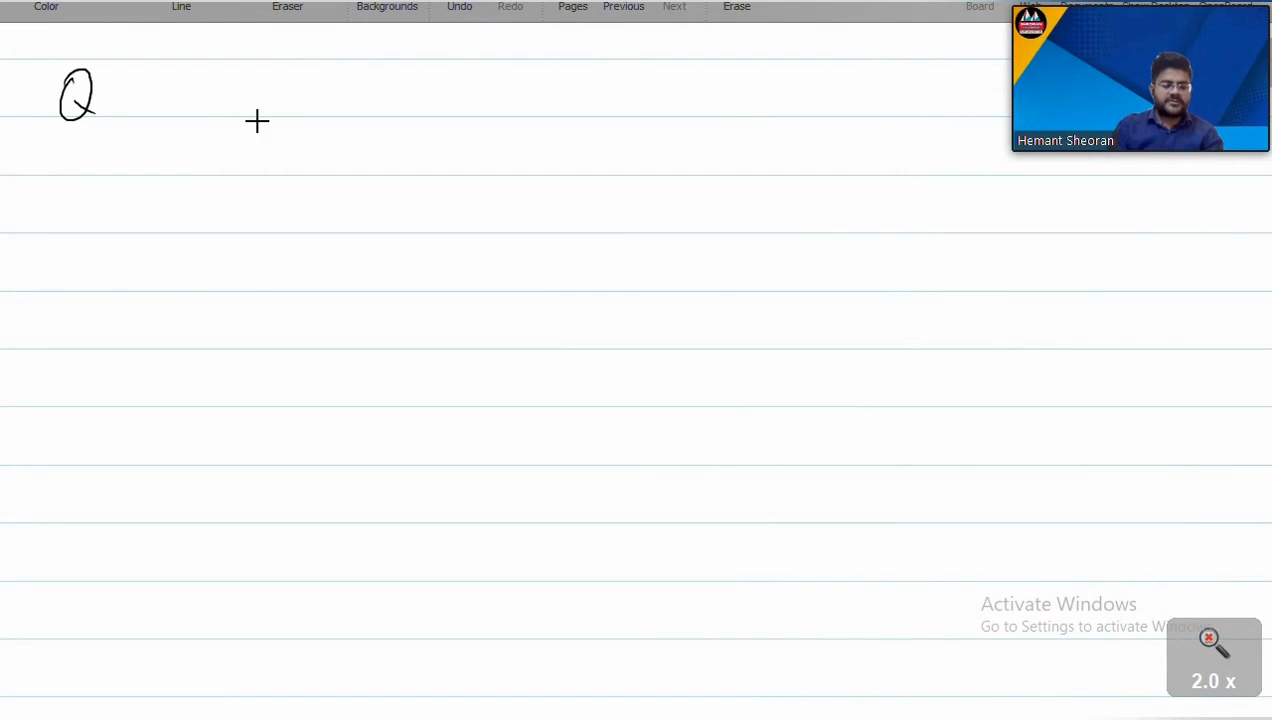 Color Line Eraser Backgrounds Undo Redo Pages Previous Next Erase Board
Q
Hemant Sheoran
Activate Windows
Go to Settings to activate Windows.
2.0 x